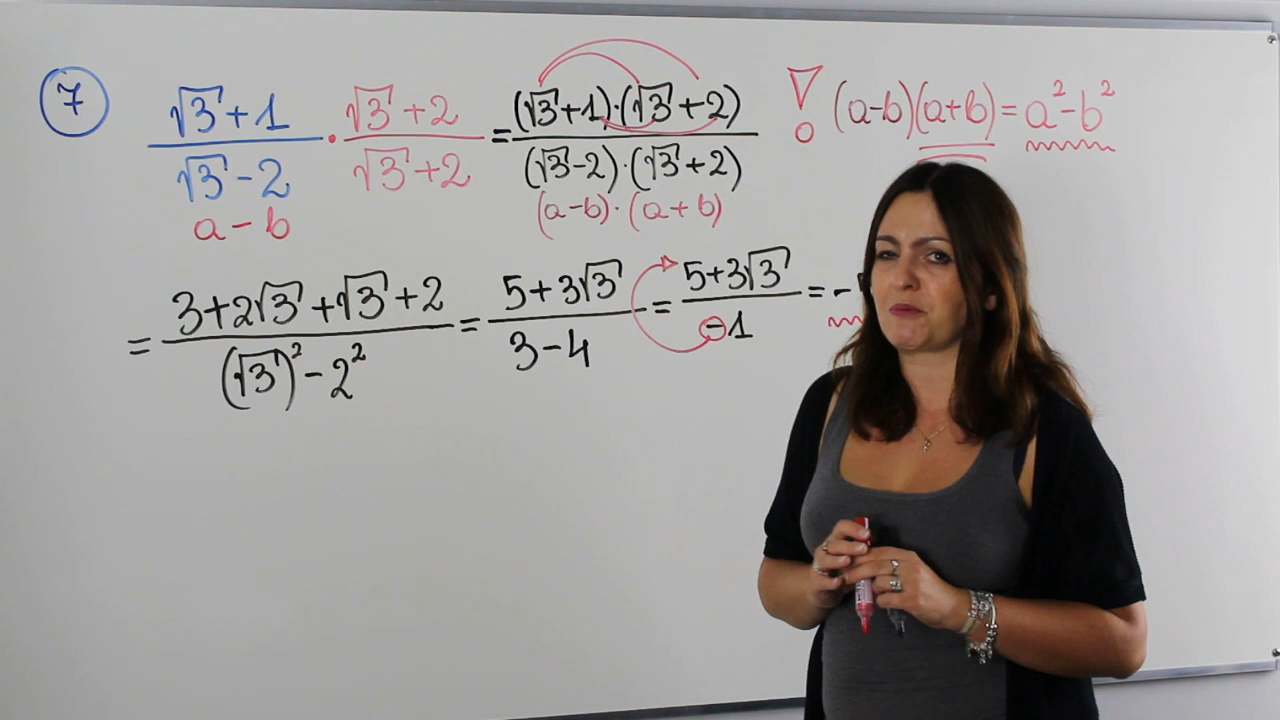 7
(√3 + 1)/(√3 - 2) · (√3 + 2)/(√3 + 2) = ((√3 + 1)·(√3 + 2))/((√3 - 2)·(√3 + 2))
! (a-b)(a+b) = a² - b²
a - b
(a-b)·(a+b)
= (3 + 2√3 + √3 + 2)/((√3)² - 2²) = (5 + 3√3)/(3 - 4) = (5 + 3√3)/(-1) = -